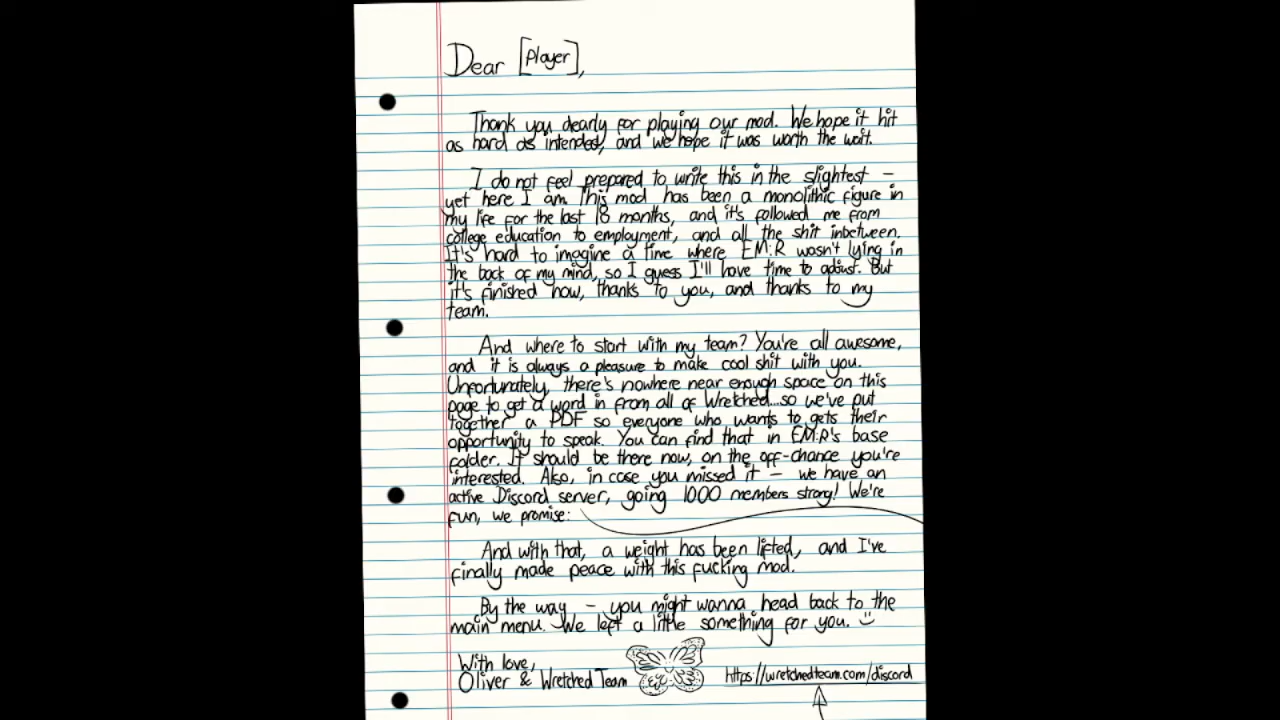 Dear [Player],
Thank you dearly for playing our mod. We hope it hit
as hard as intended, and we hope it was worth the wait.
I do not feel prepared to write this in the slightest –
yet here I am. This mod has been a monolithic figure in
my life for the last 18 months, and it's followed me from
college education to employment, and all the shit inbetween.
It's hard to imagine a time where E.M:R wasn't lying in
the back of my mind, so I guess I'll have time to adjust. But
it's finished now, thanks to you, and thanks to my
team.
And where to start with my team? You're all awesome,
and it is always a pleasure to make cool shit with you.
Unfortunately, there's nowhere near enough space on this
page to get a word in from all of Wretched...so we've put
together a PDF so everyone who wants to gets their
opportunity to speak. You can find that in E.M:R's base
folder. It should be there now, on the off-chance you're
interested. Also, in case you missed it – we have an
active Discord server, going 1000 members strong! We're
fun, we promise:
And with that, a weight has been lifted, and I've
finally made peace with this fucking mod.
By the way – you might wanna head back to the
main menu. We left a little something for you. :)
With love,
Oliver & Wretched Team
https://wretchedteam.com/discord